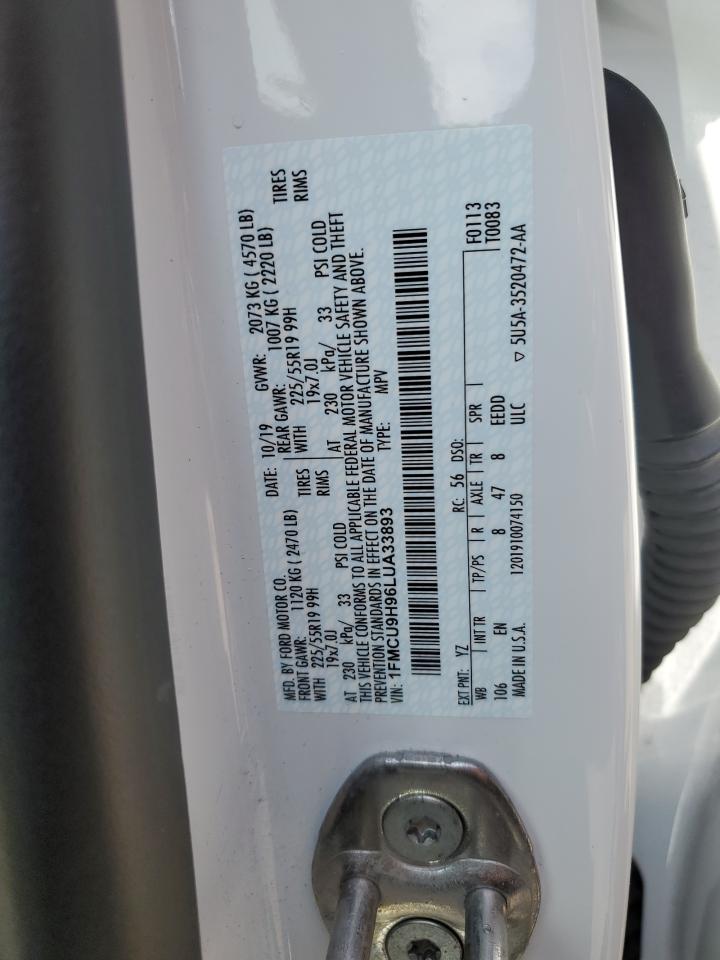 MFD. BY FORD MOTOR CO. DATE: 10/19 GVWR: 2073 KG ( 4570 LB)
FRONT GAWR: 1120 KG ( 2470 LB) REAR GAWR: 1007 KG ( 2220 LB)
WITH 225/55R19 99H TIRES WITH 225/55R19 99H TIRES
19x7.0J RIMS 19x7.0J RIMS
AT 230 kPa/ 33 PSI COLD AT 230 kPa/ 33 PSI COLD
THIS VEHICLE CONFORMS TO ALL APPLICABLE FEDERAL MOTOR VEHICLE SAFETY AND THEFT
PREVENTION STANDARDS IN EFFECT ON THE DATE OF MANUFACTURE SHOWN ABOVE.
VIN: 1FMCU9H96LUA33893 TYPE: MPV
EXT PNT: YZ RC: 56 DSO: F0113
WB INT TR TP/PS R AXLE TR SPR T0083
106 EN 8 47 8 EEDD
MADE IN U.S.A. 1201910074150 ULC ▽ 5U5A-3520472-AA